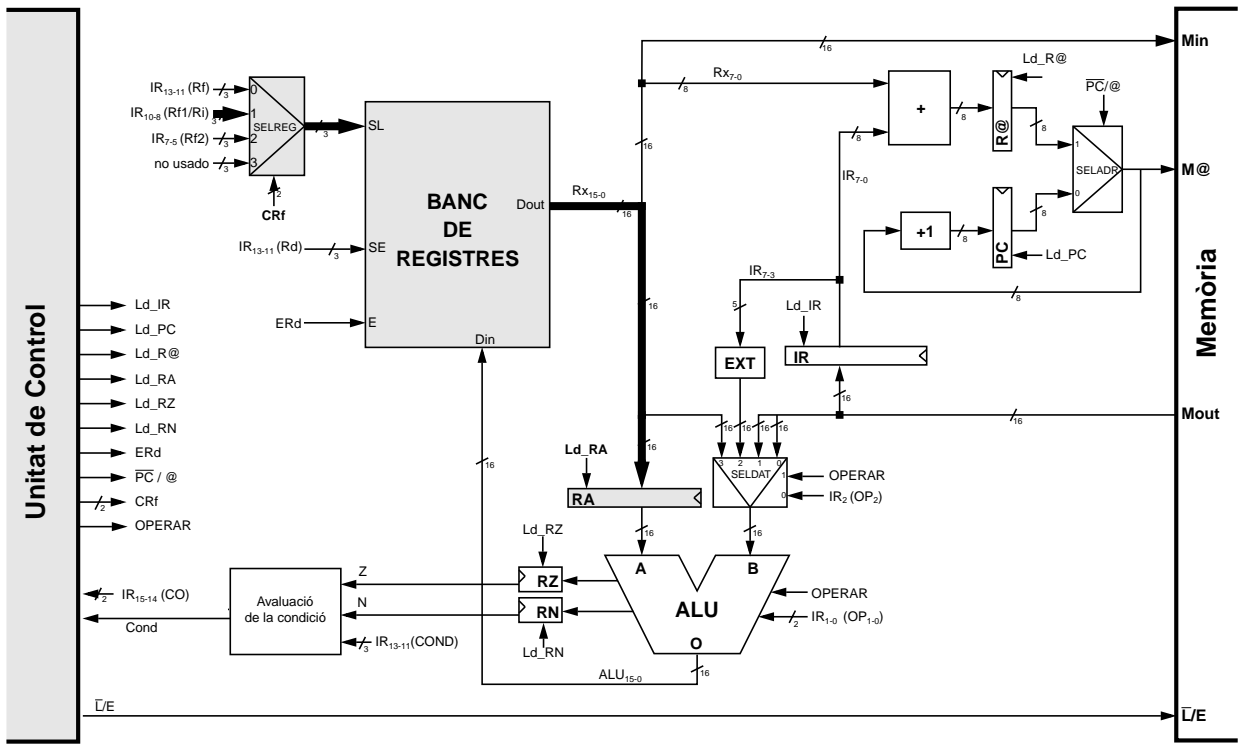 Unitat de Control
Ld_IR
Ld_PC
Ld_R@
Ld_RA
Ld_RZ
Ld_RN
ERd
PC / @
2
CRf
OPERAR
2
IR15-14 (CO)
Cond
L/E
IR13-11 (Rf)
3
0
IR10-8 (Rf1/Ri)
3
1
IR7-5 (Rf2)
3
2
no usado
3
3
SELREG
2
CRf
3
SL
IR13-11 (Rd)
3
SE
ERd
E
BANC
DE
REGISTRES
Dout
Din
Rx15-0
16
16
16
16
Min
Rx7-0
8
8
+
8
Ld_R@
R@
8
PC/@
1
SELADR
0
M@
IR7-0
+1
8
PC
8
Ld_PC
8
IR7-3
5
EXT
Ld_IR
IR
16
16
Mout
16
16
16
16
3
2
1
0
SELDAT
1
OPERAR
0
IR2 (OP2)
16
16
Ld_RA
RA
16
16
A
B
ALU
O
OPERAR
2
IR1-0 (OP1-0)
Ld_RZ
RZ
Z
RN
N
Ld_RN
Avaluació
de la condició
3
IR13-11(COND)
ALU15-0
16
Memòria
L/E